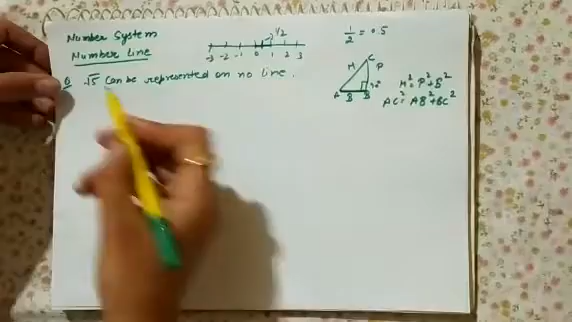 Number System
Number Line
-3 -2 -1 0 1 2 3
1/2
1/2 = 0.5
Q √5 Can be represented on no line.
H P
A B B C
H² = P² + B²
AC² = AB² + BC²